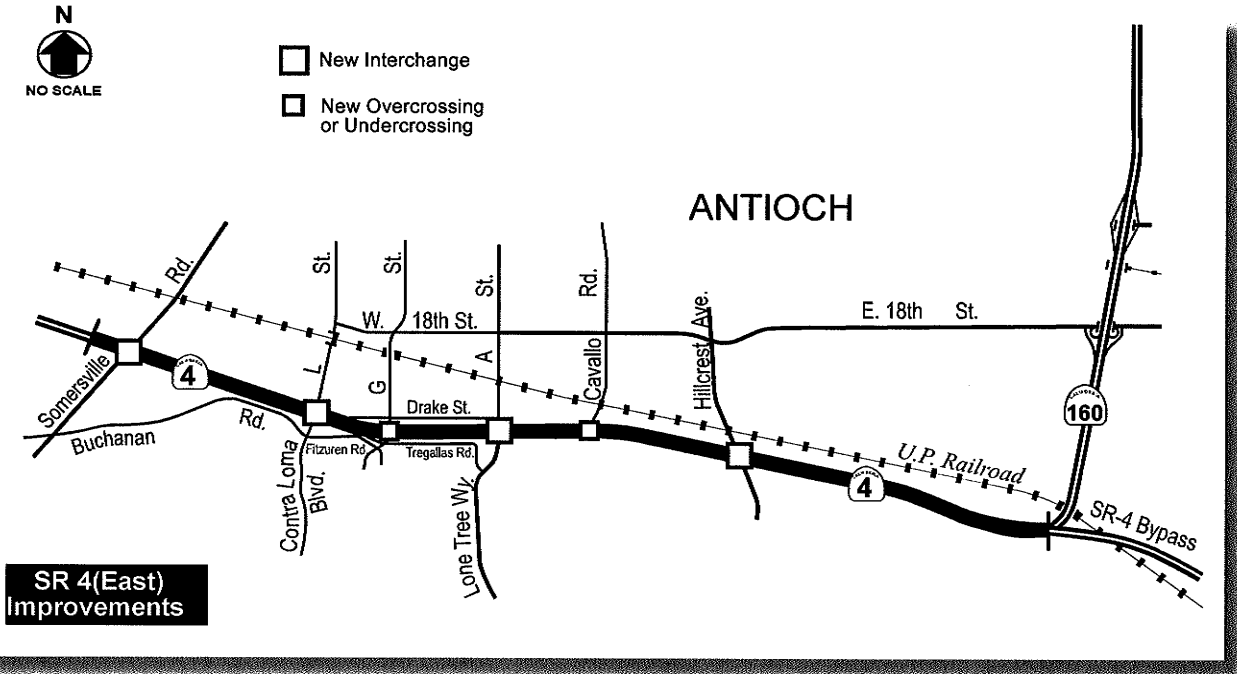 N
NO SCALE
New Interchange
New Overcrossing
or Undercrossing
ANTIOCH
Rd.
St.
St.
St.
Rd.
W. 18th St.
Hillcrest Ave.
E. 18th St.
L
G
A
Cavallo
Somersville
4
Buchanan Rd.
Drake St.
Fitzuren Rd
Tregallas Rd.
Contra Loma
Blvd.
Lone Tree Wy.
160
U.P. Railroad
4
SR-4 Bypass
SR 4(East)
Improvements